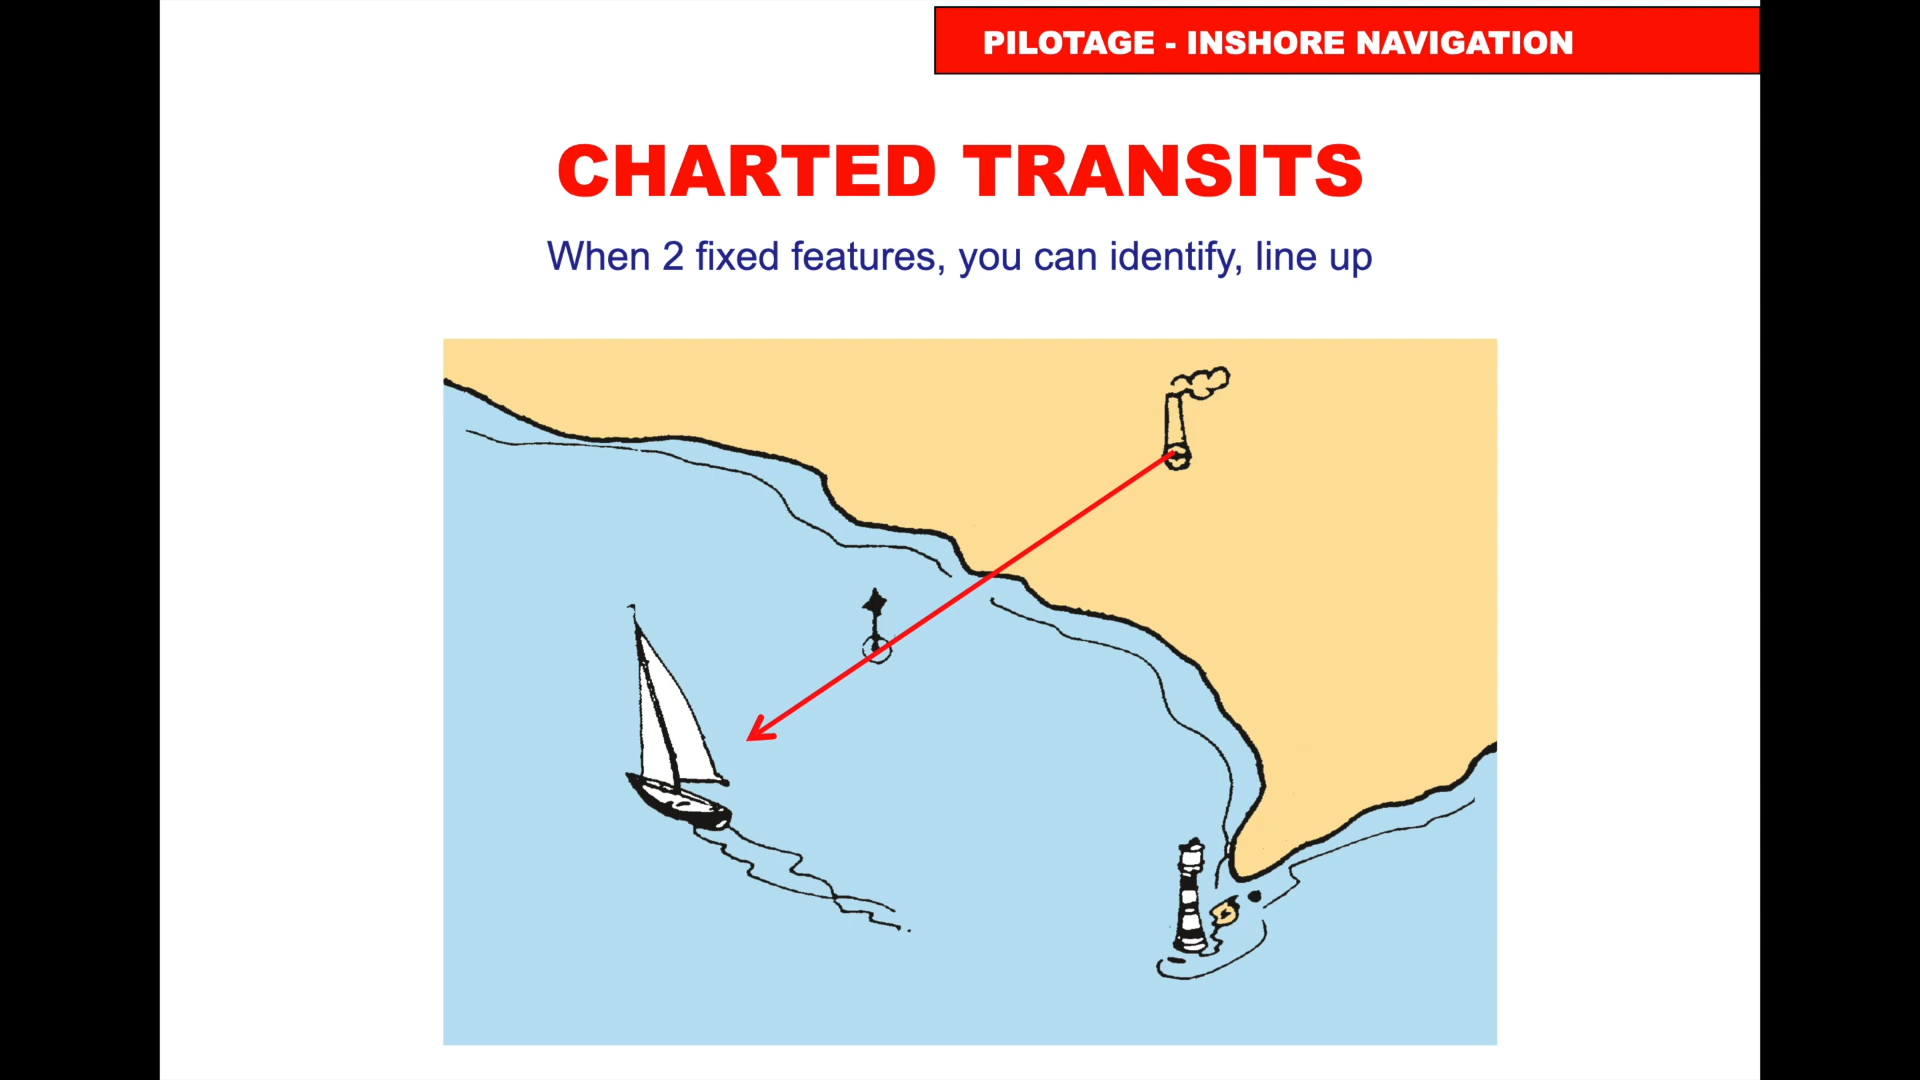 PILOTAGE - INSHORE NAVIGATION
CHARTED TRANSITS
When 2 fixed features, you can identify, line up